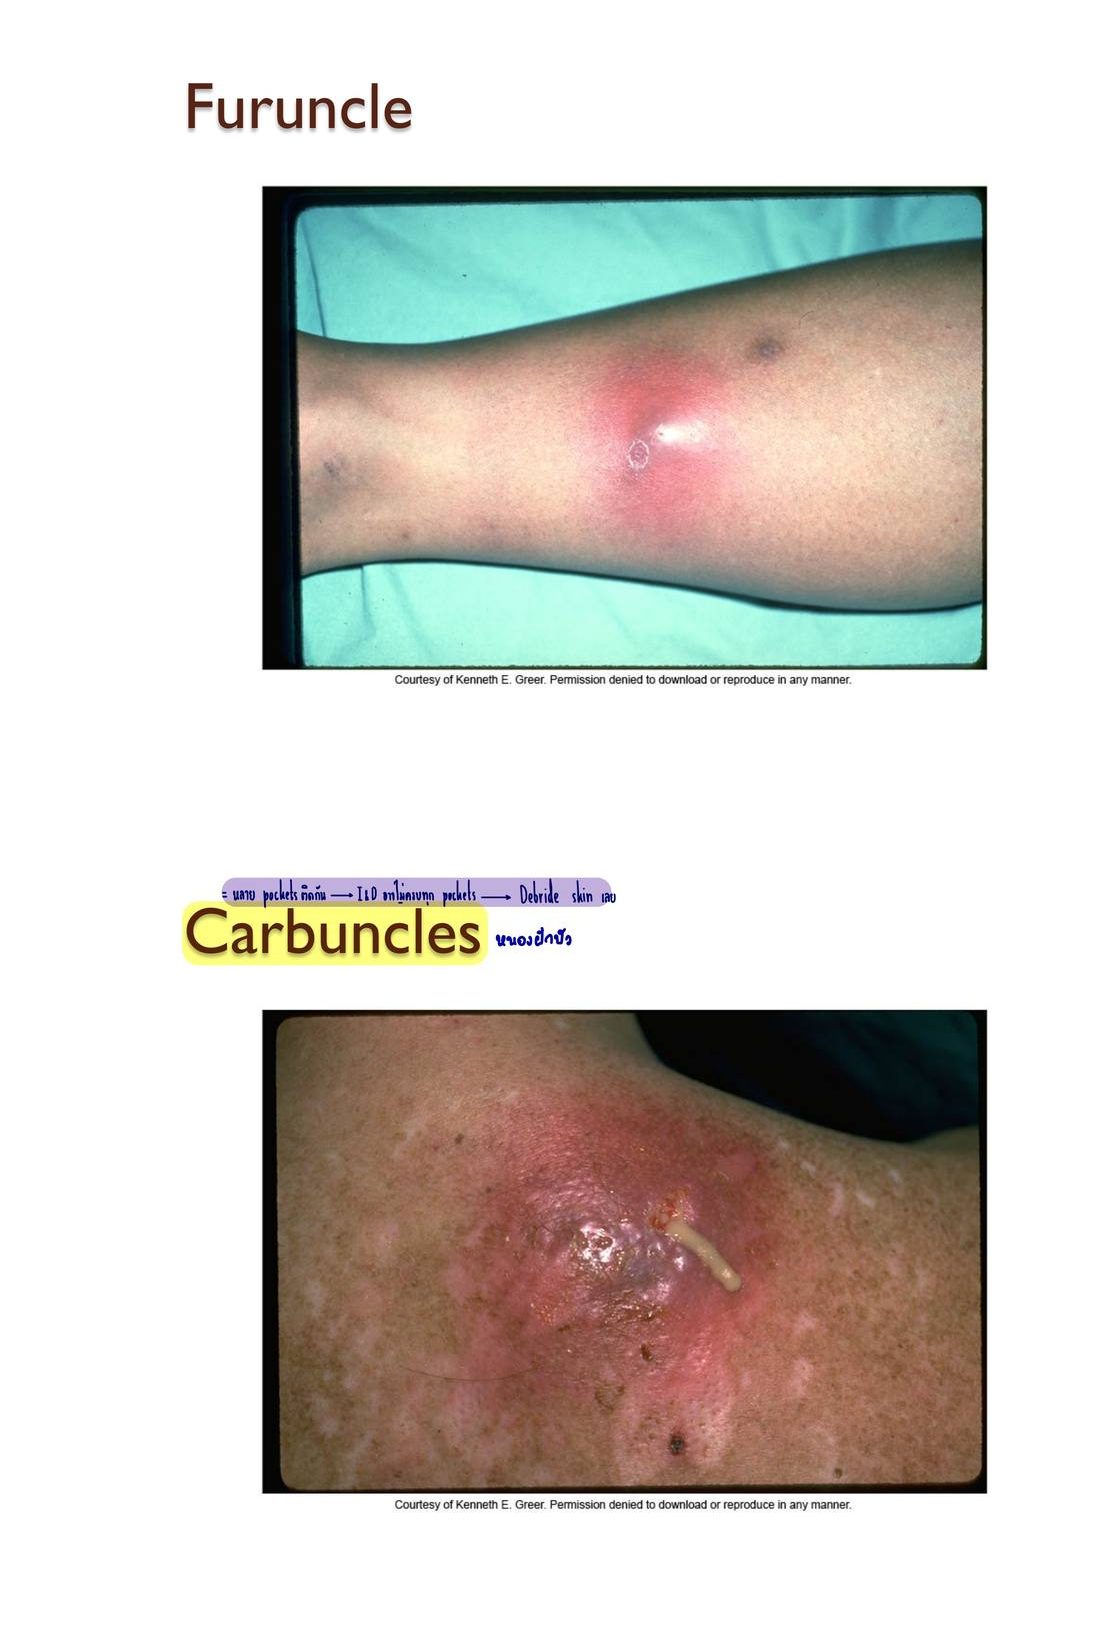 Furuncle
Courtesy of Kenneth E. Greer. Permission denied to download or reproduce in any manner.
= หลาย pockets ติดกัน → I&D อาจไม่ครบทุก pockets → Debride skin เลย
Carbuncles หนองฝักบัว
Courtesy of Kenneth E. Greer. Permission denied to download or reproduce in any manner.